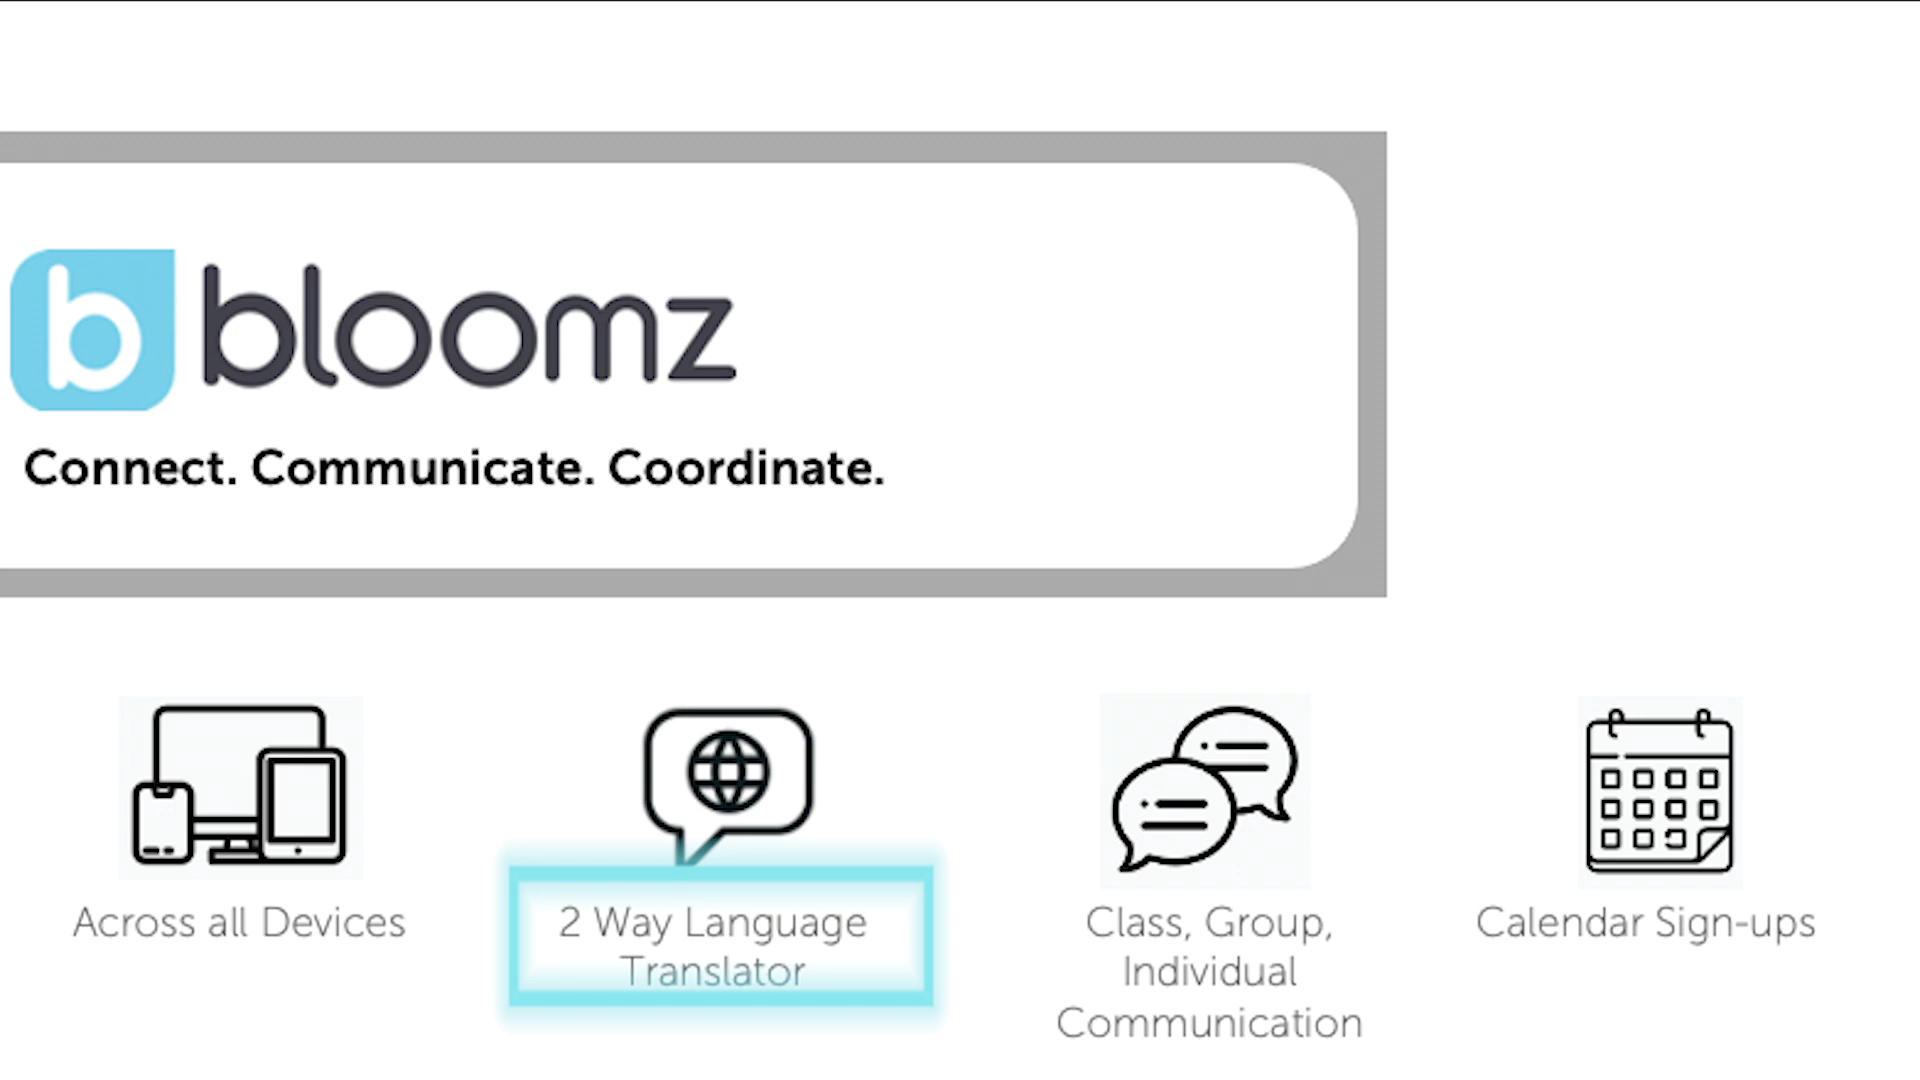 b bloomz
Connect. Communicate. Coordinate.
Across all Devices
2 Way Language
Translator
Class, Group,
Individual
Communication
Calendar Sign-ups